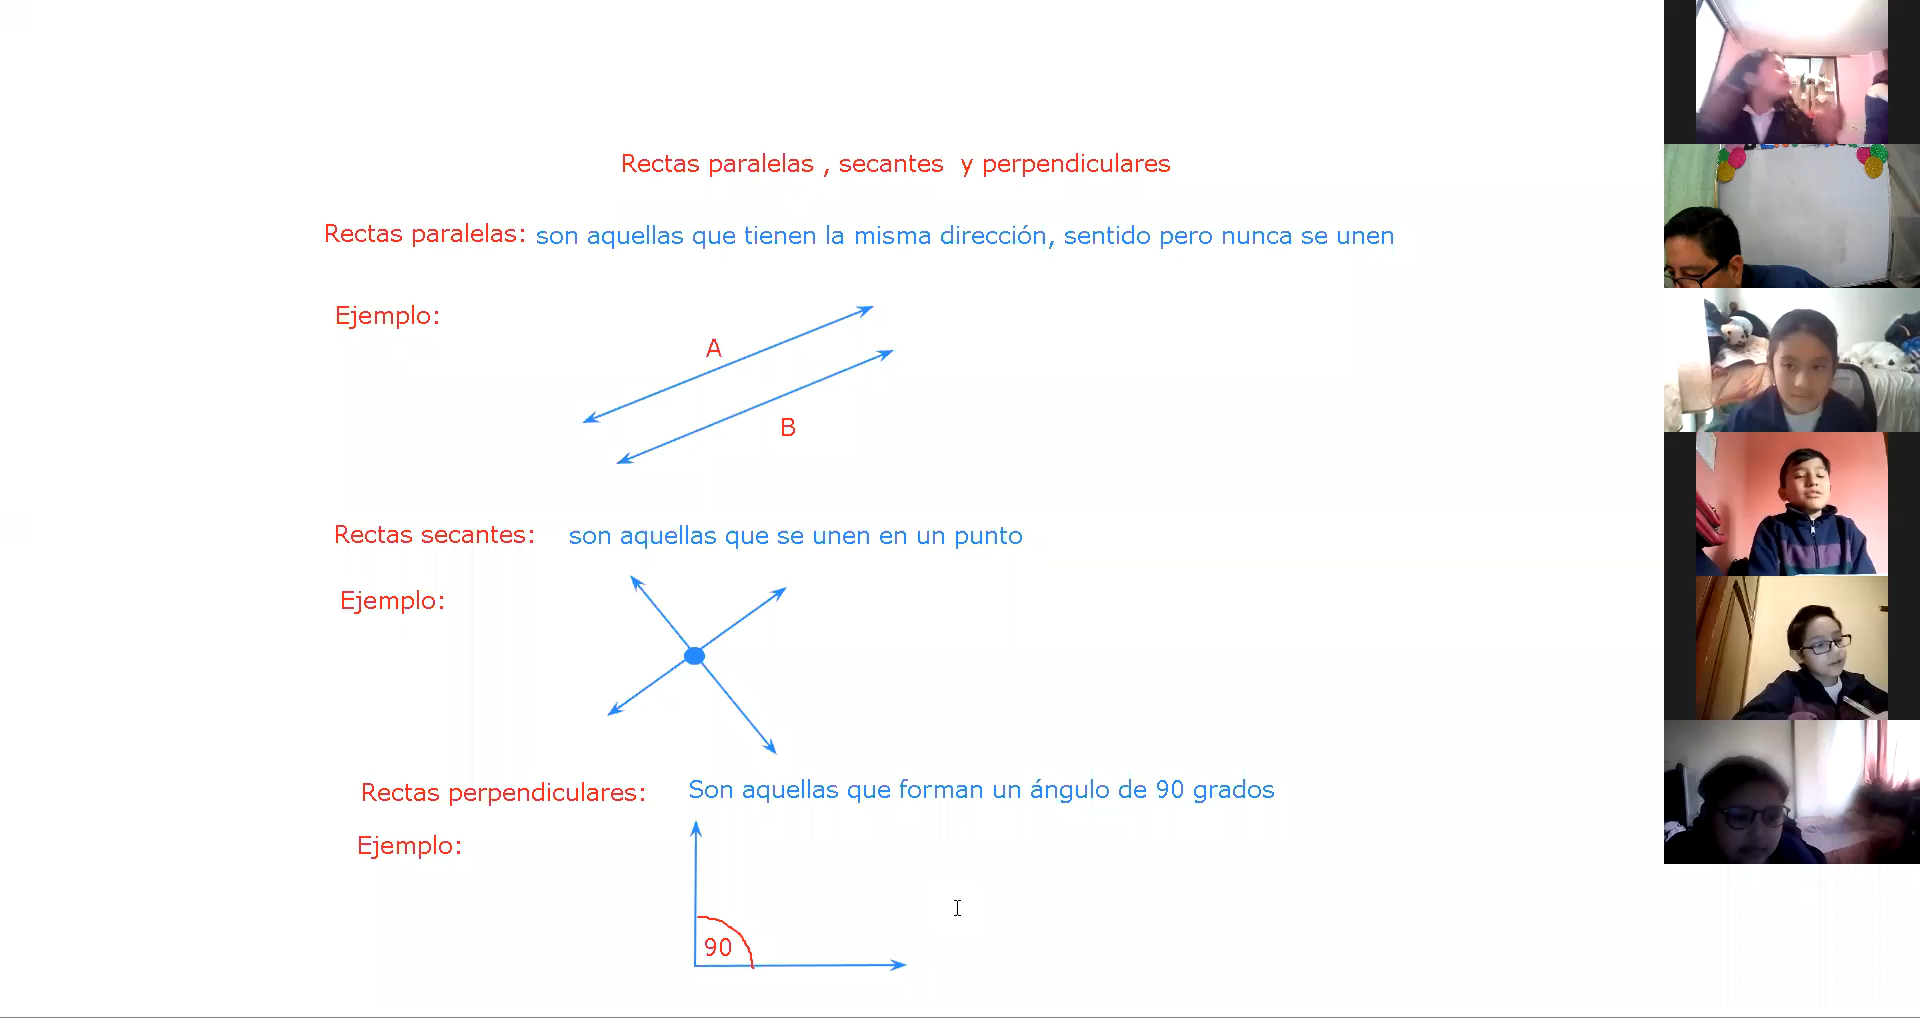 Rectas paralelas , secantes y perpendiculares
Rectas paralelas: son aquellas que tienen la misma dirección, sentido pero nunca se unen
Ejemplo:
A
B
Rectas secantes: son aquellas que se unen en un punto
Ejemplo:
Rectas perpendiculares: Son aquellas que forman un ángulo de 90 grados
Ejemplo:
90